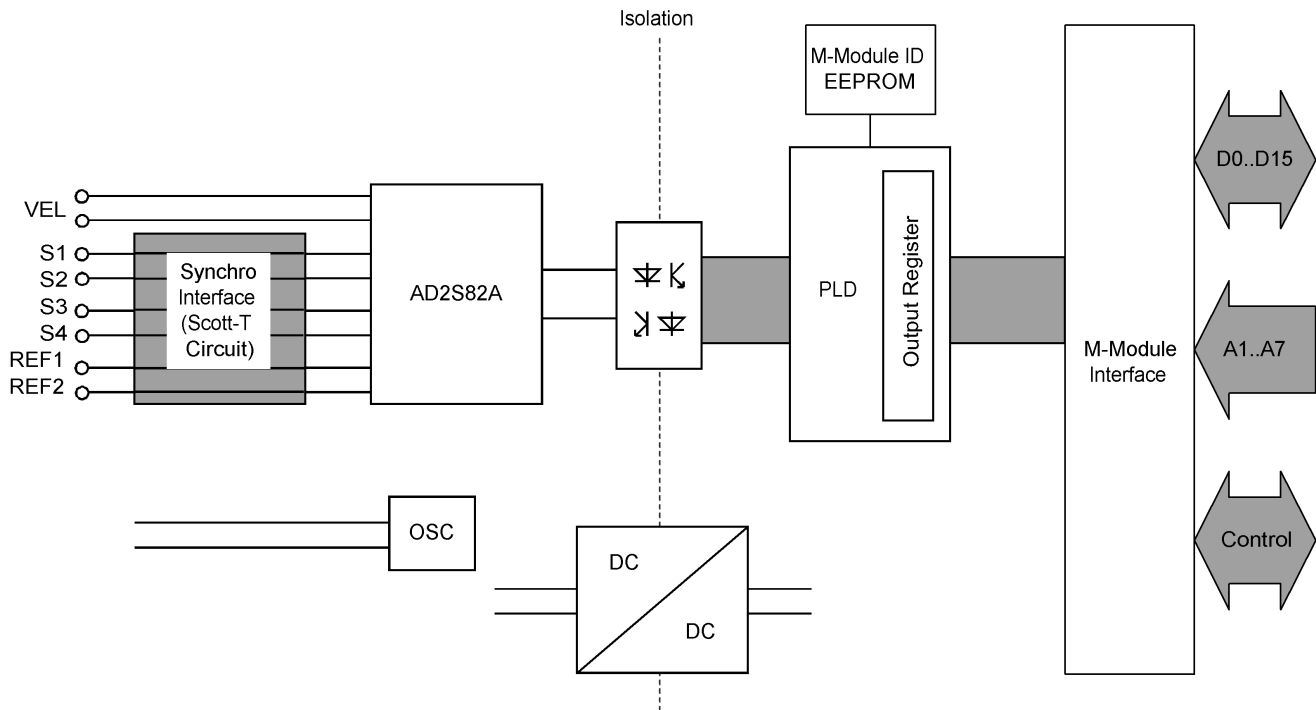 Isolation
M-Module ID
EEPROM
D0..D15
VEL
S1
S2
S3
S4
REF1
REF2
Synchro
Interface
(Scott-T
Circuit)
AD2S82A
PLD
Output Register
M-Module
Interface
A1..A7
OSC
DC
DC
Control